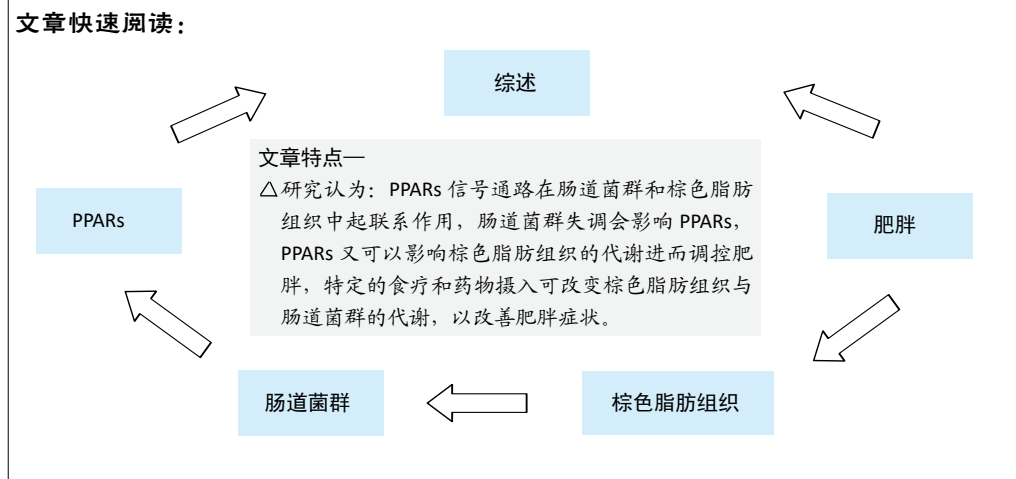 文章快速阅读：
综述
文章特点—
△研究认为：PPARs 信号通路在肠道菌群和棕色脂肪
组织中起联系作用，肠道菌群失调会影响 PPARs，
PPARs 又可以影响棕色脂肪组织的代谢进而调控肥
胖，特定的食疗和药物摄入可改变棕色脂肪组织与
肠道菌群的代谢，以改善肥胖症状。
PPARs
肥胖
肠道菌群
棕色脂肪组织